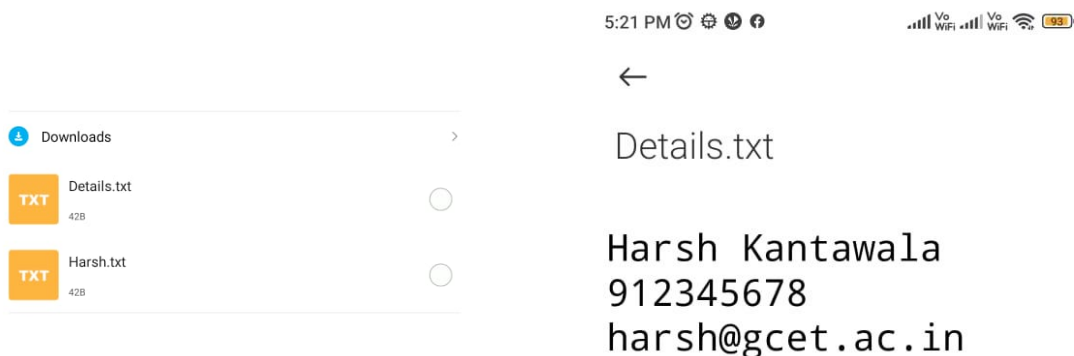 Downloads
TXT
Details.txt
42B
TXT
Harsh.txt
42B
5:21 PM
Vo WiFi
Vo WiFi
93
Details.txt
Harsh Kantawala
912345678
harsh@gcet.ac.in